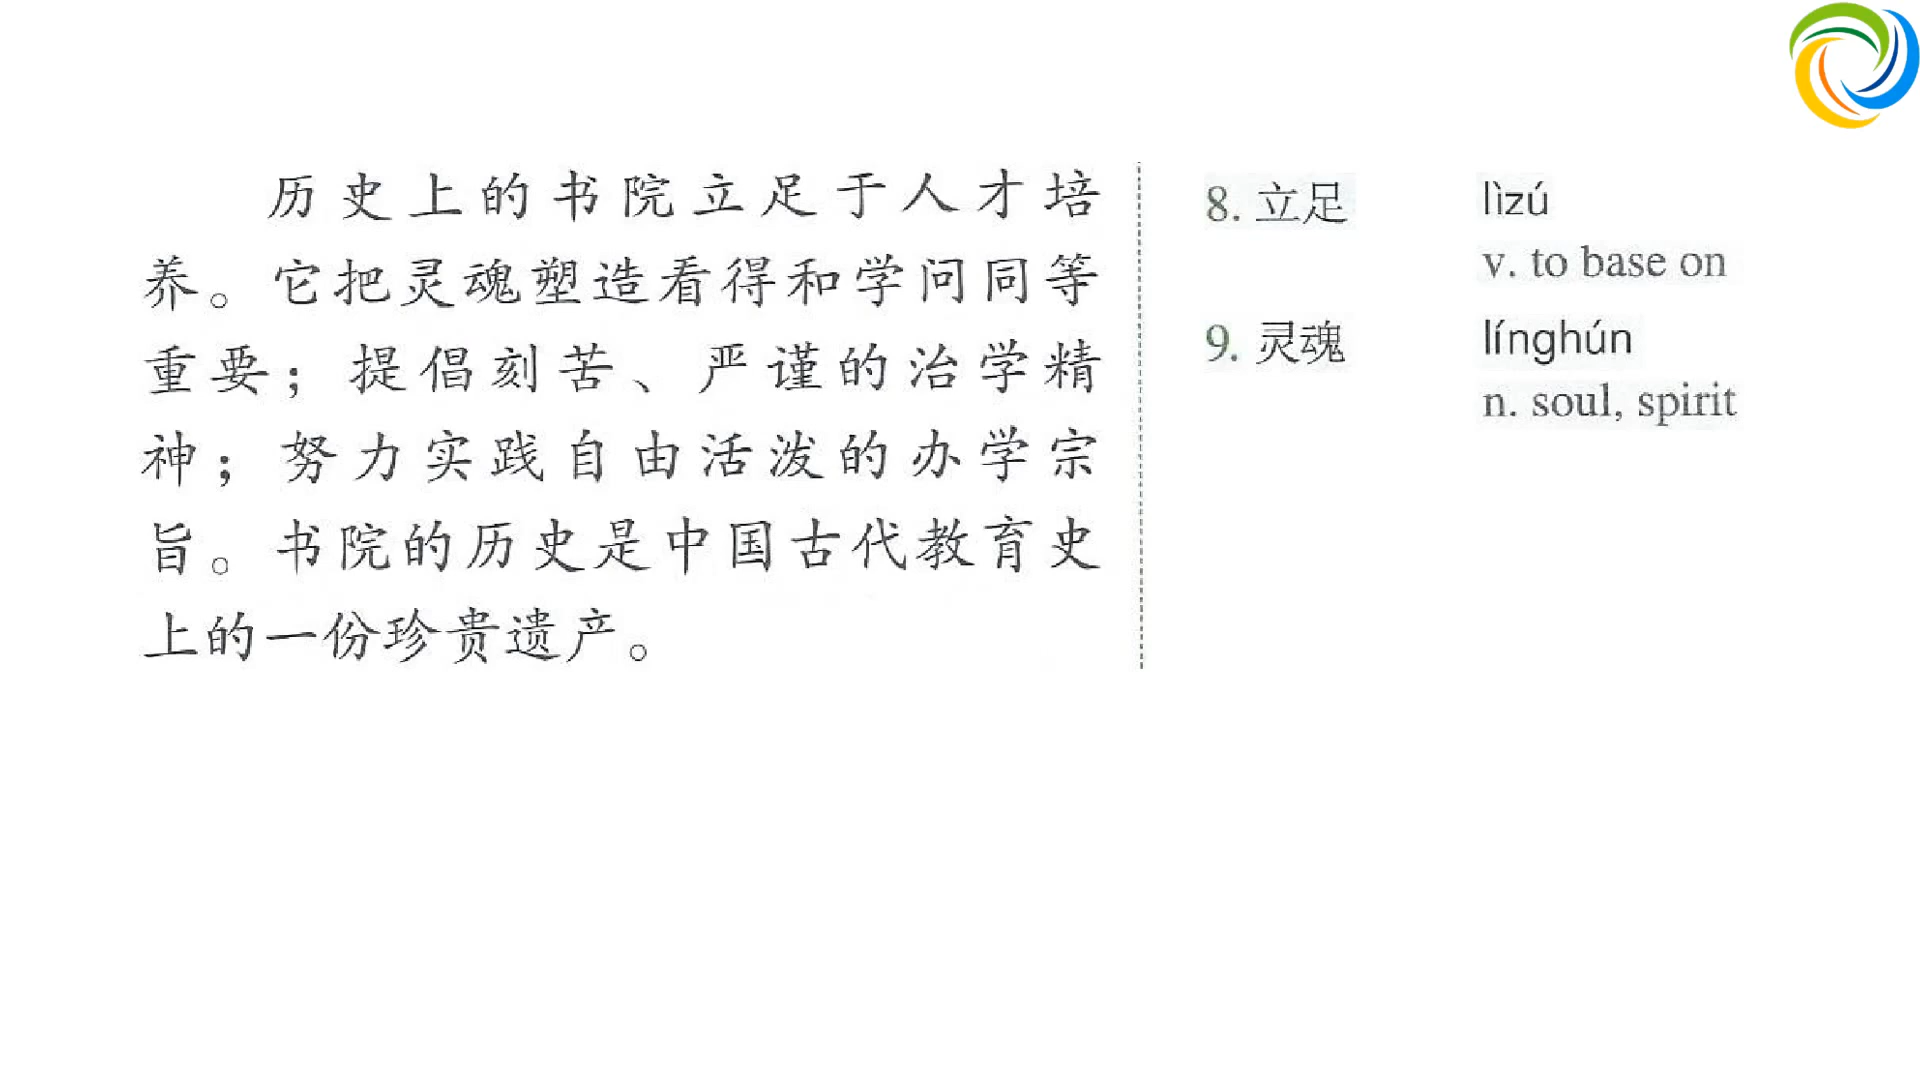 历史上的书院立足于人才培
养。它把灵魂塑造看得和学问同等
重要；提倡刻苦、严谨的治学精
神；努力实践自由活泼的办学宗
旨。书院的历史是中国古代教育史
上的一份珍贵遗产。
8. 立足 lìzú
v. to base on
9. 灵魂 línghún
n. soul, spirit